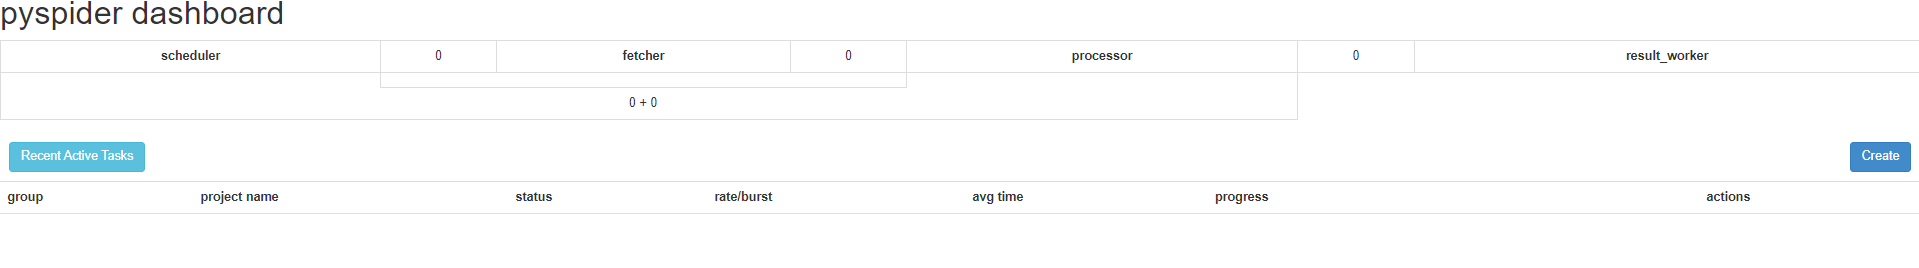 pyspider dashboard
scheduler 0 fetcher 0 processor 0 result_worker
0 + 0
Recent Active Tasks Create
group project name status rate/burst avg time progress actions